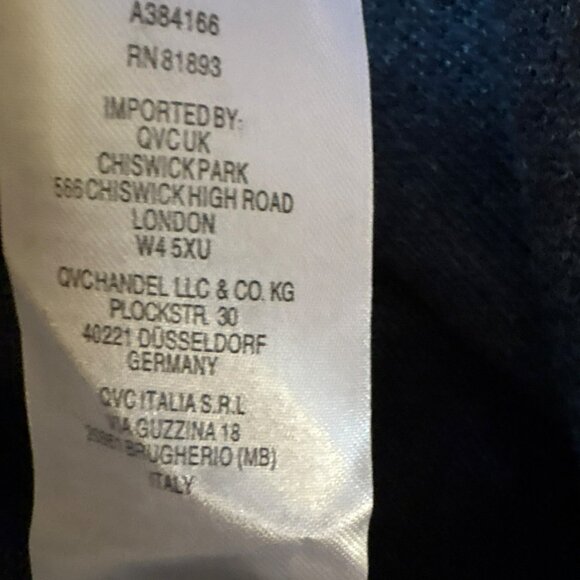 A384166
RN 81893
IMPORTED BY:
QVC UK
CHISWICK PARK
566 CHISWICK HIGH ROAD
LONDON
W4 5XU
QVC HANDEL LLC & CO. KG
PLOCKSTR. 30
40221 DÜSSELDORF
GERMANY
QVC ITALIA S.R.L
VIA GUZZINA 18
BRUGHERIO (MB)
ITALY